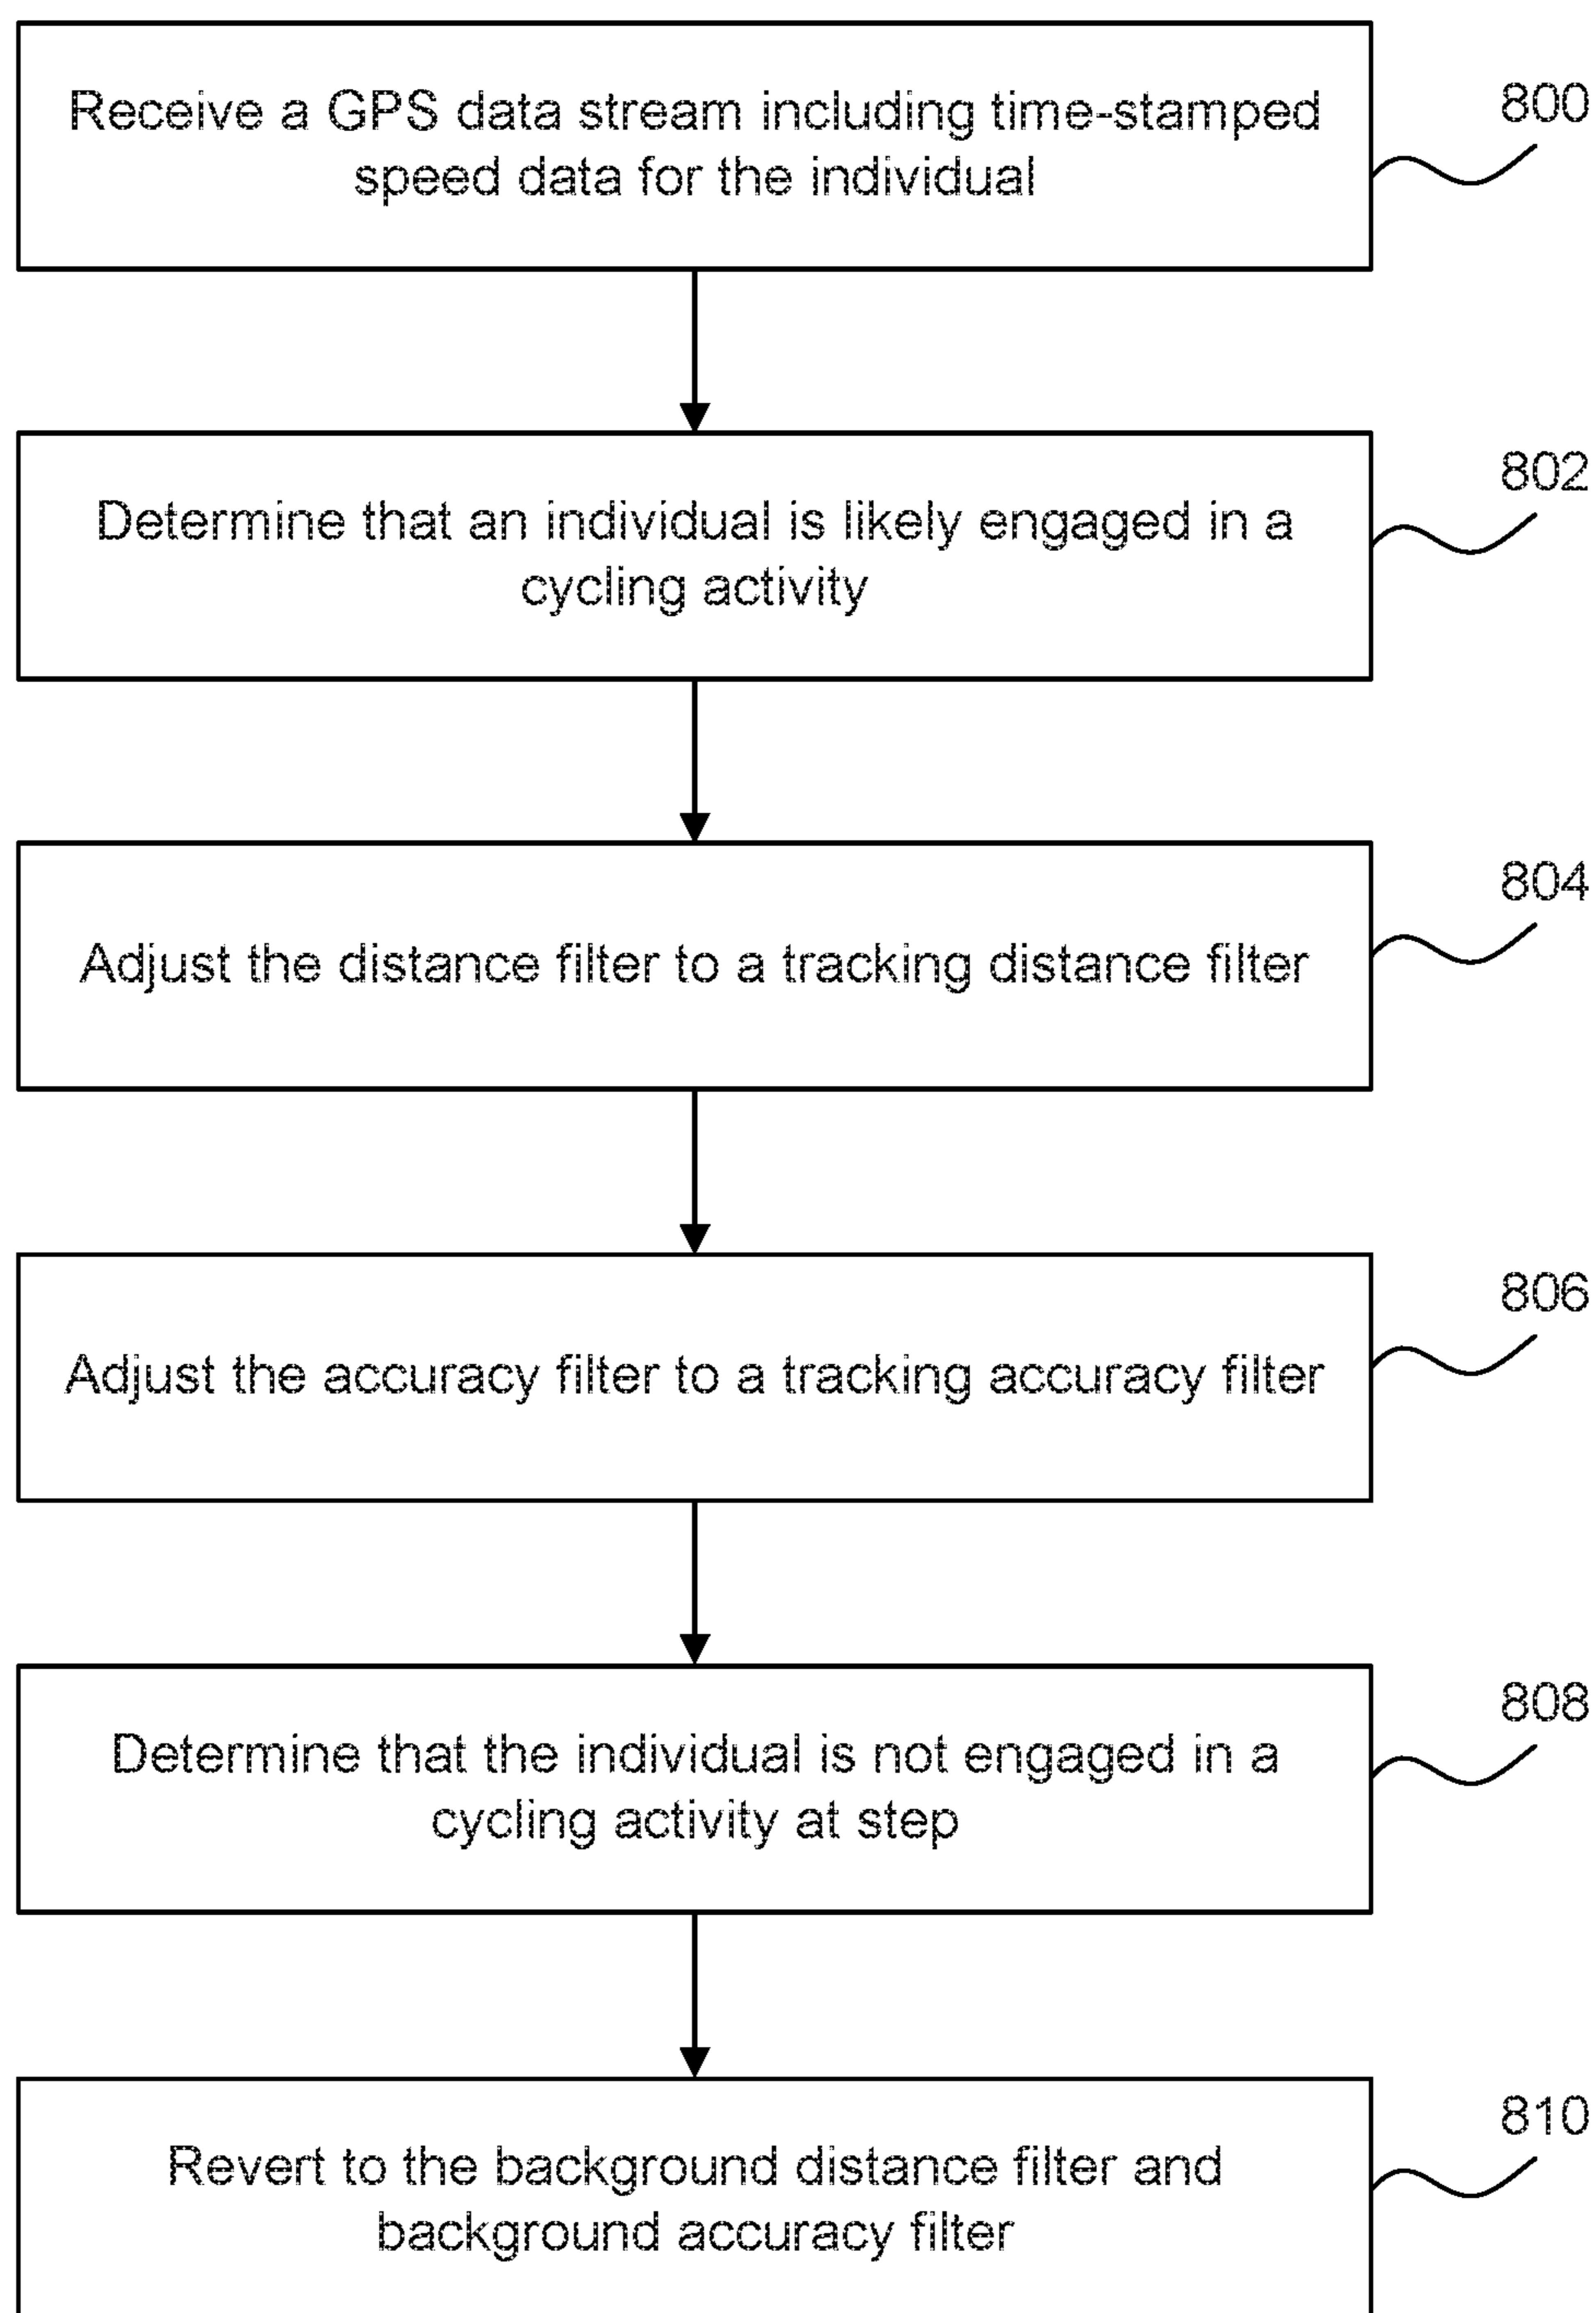 Receive a GPS data stream including time-stamped
speed data for the individual
800
Determine that an individual is likely engaged in a
cycling activity
802
Adjust the distance filter to a tracking distance filter
804
Adjust the accuracy filter to a tracking accuracy filter
806
Determine that the individual is not engaged in a
cycling activity at step
808
Revert to the background distance filter and
background accuracy filter
810